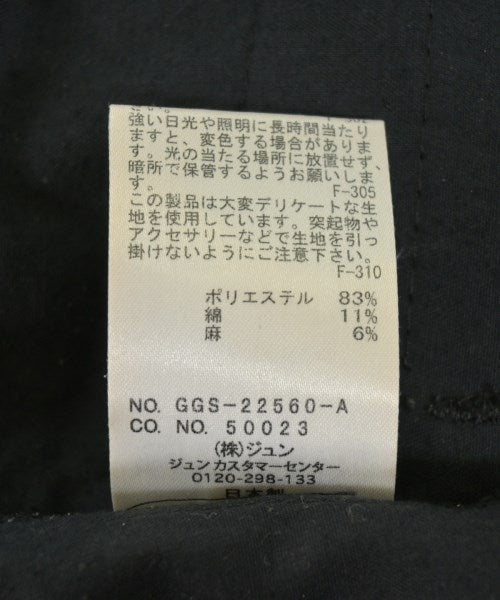 強い日光や照明に長時間当たり
ますと、変色する場合がありま
す。光の当たる場所に放置せず、
暗所で保管するようお願いしま
す。
F-305
この製品は大変デリケートな生
地を使用しています。突起物や
アクセサリーなどで生地を引っ
掛けないようにご注意下さい。
F-310
ポリエステル 83%
綿 11%
麻 6%
NO. GGS-22560-A
CO. NO. 50023
(株)ジュン
ジュン カスタマーセンター
0120-298-133
日本製